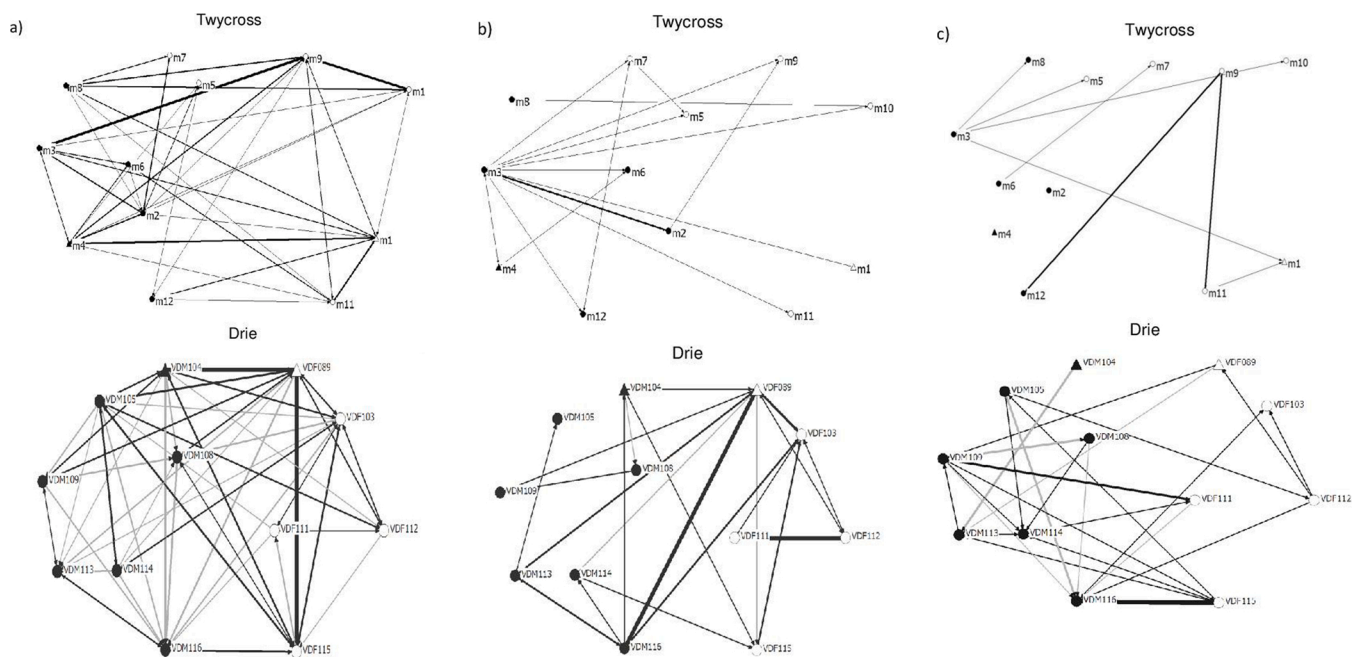 a)
Twycross
m7
m9
m8
m5
m1
m3
m6
m2
m4
m1
m12
m11
Drie
VDM104
VDF089
VDM105
VDF103
VDM108
VDM109
VDF111
VDF112
VDM113
VDM114
VDM116
VDF115
b)
Twycross
m7
m9
m8
m10
m5
m3
m6
m2
m4
m1
m12
m11
Drie
VDM104
VDF089
VDM105
VDF103
VDM108
VDM109
VDF111
VDF112
VDM113
VDM114
VDM116
VDF115
c)
Twycross
m8
m7
m10
m9
m5
m3
m6
m2
m4
m1
m12
m11
Drie
VDM104
VDF089
VDM105
VDF103
VDM108
VDM109
VDF111
VDF112
VDM113
VDM114
VDM116
VDF115